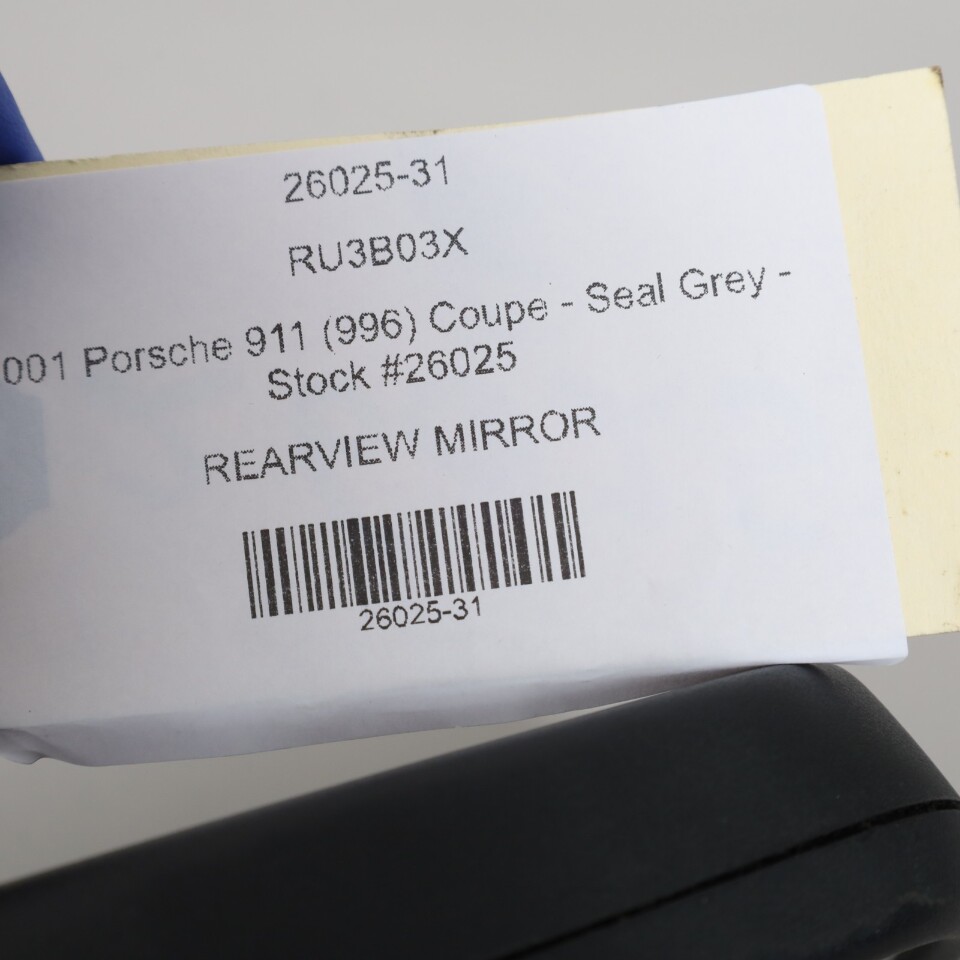 26025-31
RU3B03X
001 Porsche 911 (996) Coupe - Seal Grey -
Stock #26025
REARVIEW MIRROR
26025-31